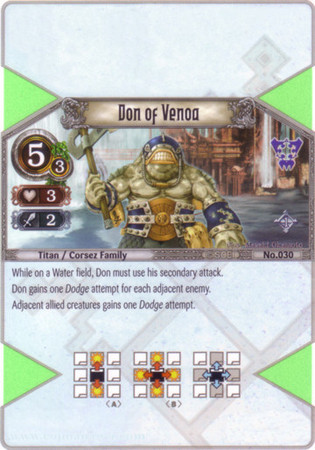 Don of Venoa
5
3
3
2
Titan / Corsez Family
No.030
While on a Water field, Don must use his secondary attack.
Don gains one Dodge attempt for each adjacent enemy.
Adjacent allied creatures gains one Dodge attempt.
<A>
<B>